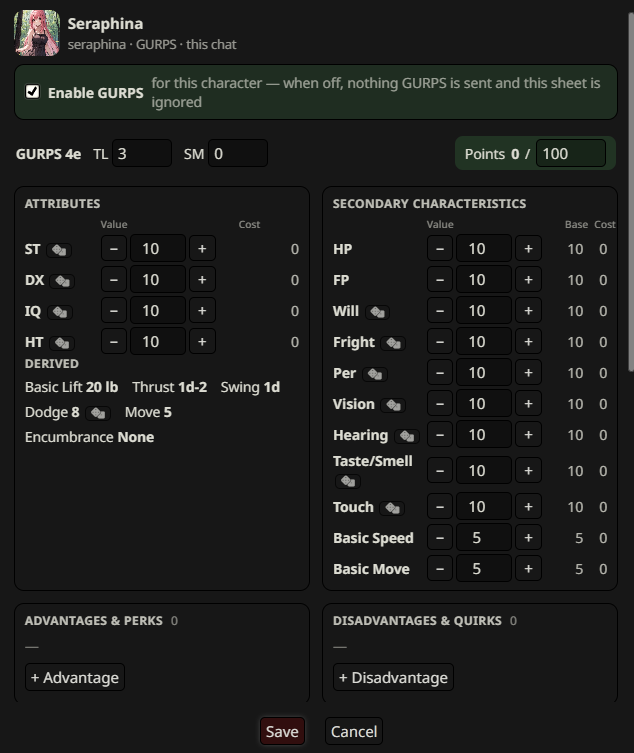 Seraphina
seraphina · GURPS · this chat
Enable GURPS for this character — when off, nothing GURPS is sent and this sheet is ignored
GURPS 4e TL 3 SM 0 Points 0 / 100
ATTRIBUTES
Value Cost
ST − 10 + 0
DX − 10 + 0
IQ − 10 + 0
HT − 10 + 0
DERIVED
Basic Lift 20 lb Thrust 1d-2 Swing 1d
Dodge 8 Move 5
Encumbrance None
SECONDARY CHARACTERISTICS
Value Base Cost
HP − 10 + 10 0
FP − 10 + 10 0
Will − 10 + 10 0
Fright − 10 + 10 0
Per − 10 + 10 0
Vision − 10 + 10 0
Hearing − 10 + 10 0
Taste/Smell − 10 + 10 0
Touch − 10 + 10 0
Basic Speed − 5 + 5 0
Basic Move − 5 + 5 0
ADVANTAGES & PERKS 0
—
+ Advantage
DISADVANTAGES & QUIRKS 0
—
+ Disadvantage
Save Cancel